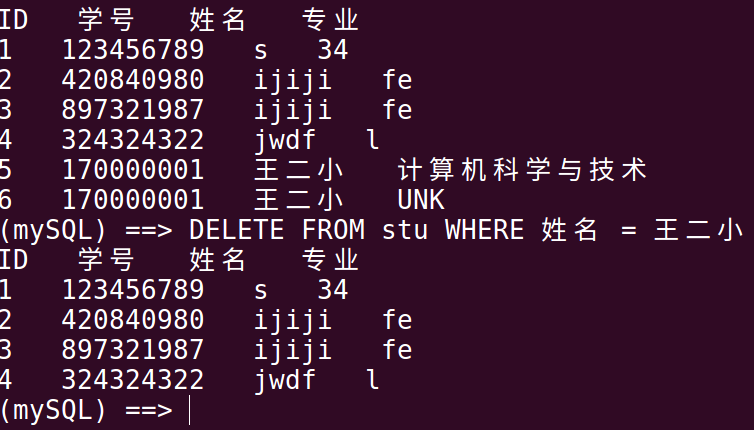 ID 学号 姓名 专业
1 123456789 s 34
2 420840980 ijiji fe
3 897321987 ijiji fe
4 324324322 jwdf l
5 170000001 王二小 计算机科学与技术
6 170000001 王二小 UNK
(mySQL) ==> DELETE FROM stu WHERE 姓名 = 王二小
ID 学号 姓名 专业
1 123456789 s 34
2 420840980 ijiji fe
3 897321987 ijiji fe
4 324324322 jwdf l
(mySQL) ==>